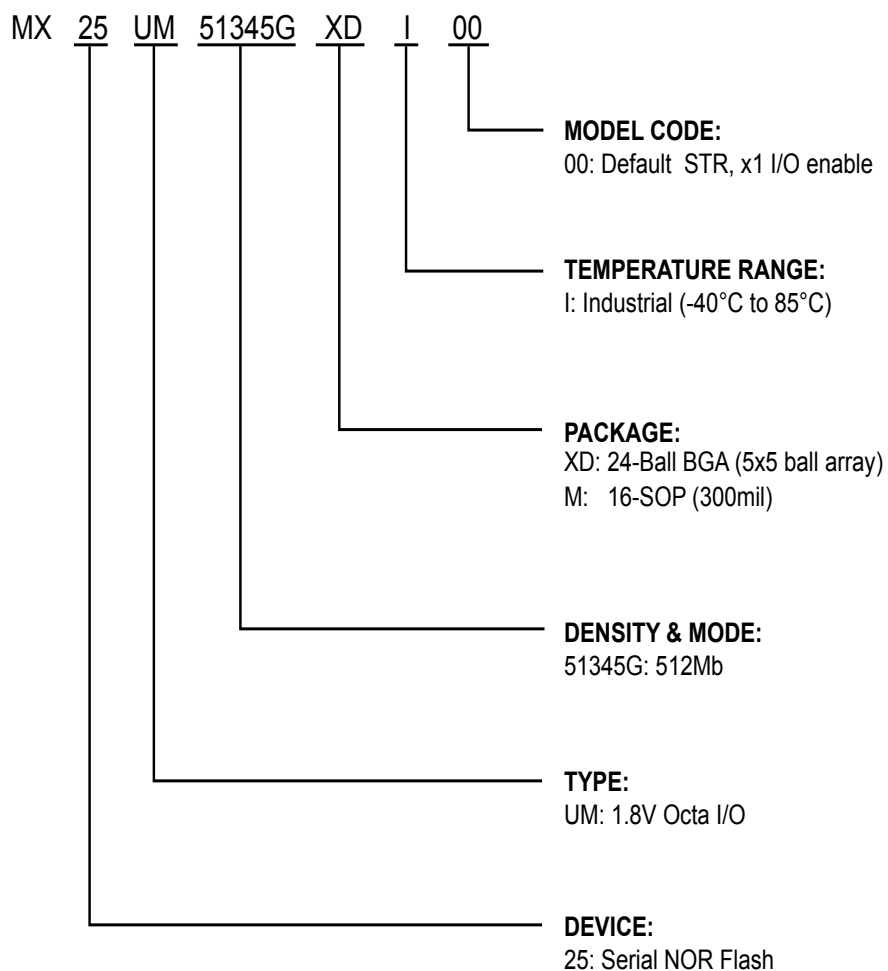 MX 25 UM 51345G XD I 00
MODEL CODE:
00: Default STR, x1 I/O enable
TEMPERATURE RANGE:
I: Industrial (-40°C to 85°C)
PACKAGE:
XD: 24-Ball BGA (5x5 ball array)
M: 16-SOP (300mil)
DENSITY & MODE:
51345G: 512Mb
TYPE:
UM: 1.8V Octa I/O
DEVICE:
25: Serial NOR Flash